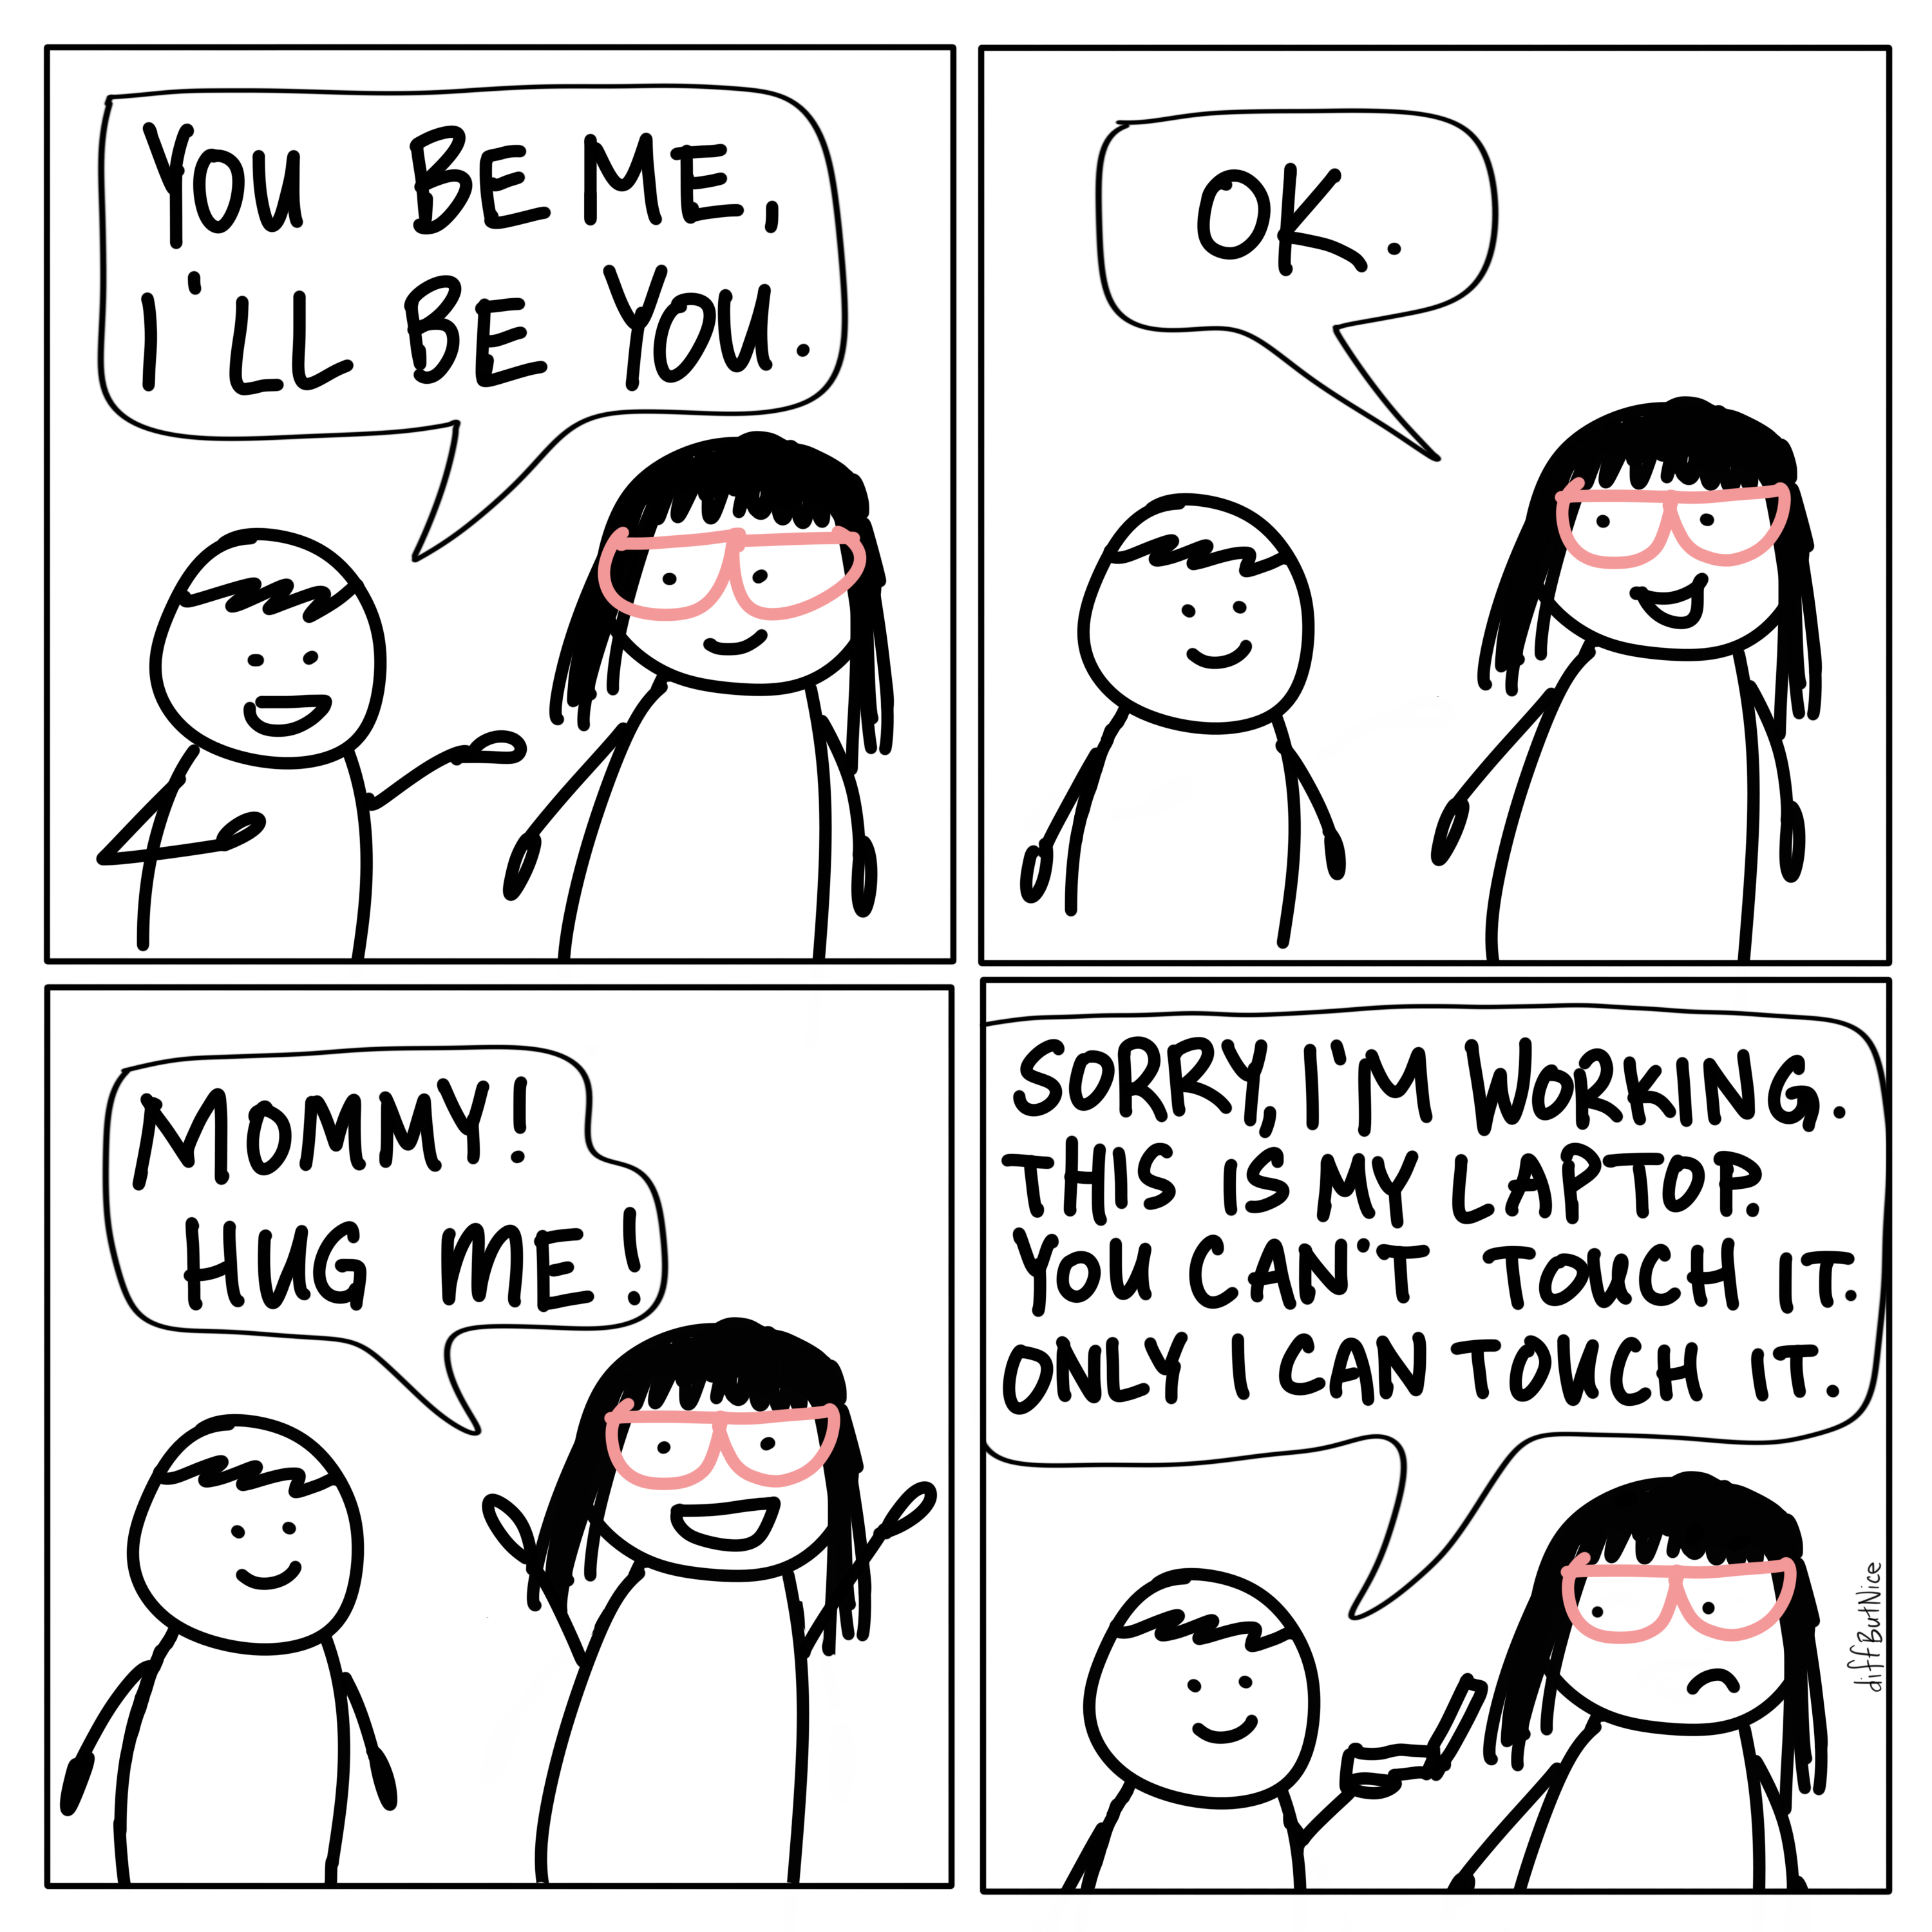 YOU BE ME,
I'LL BE YOU.
OK.
MOMMY!
HUG ME!
SORRY, I'M WORKING.
THIS IS MY LAPTOP.
YOU CAN'T TOUCH IT.
ONLY I CAN TOUCH IT.
diffButNice